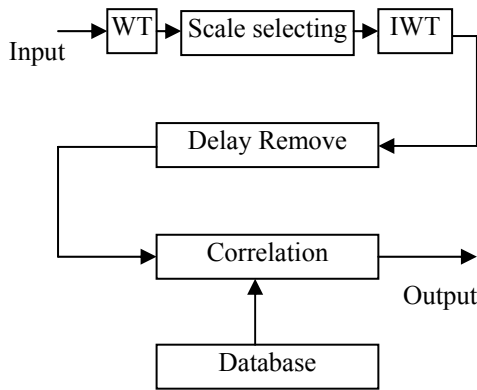 Input
WT
Scale selecting
IWT
Delay Remove
Correlation
Output
Database